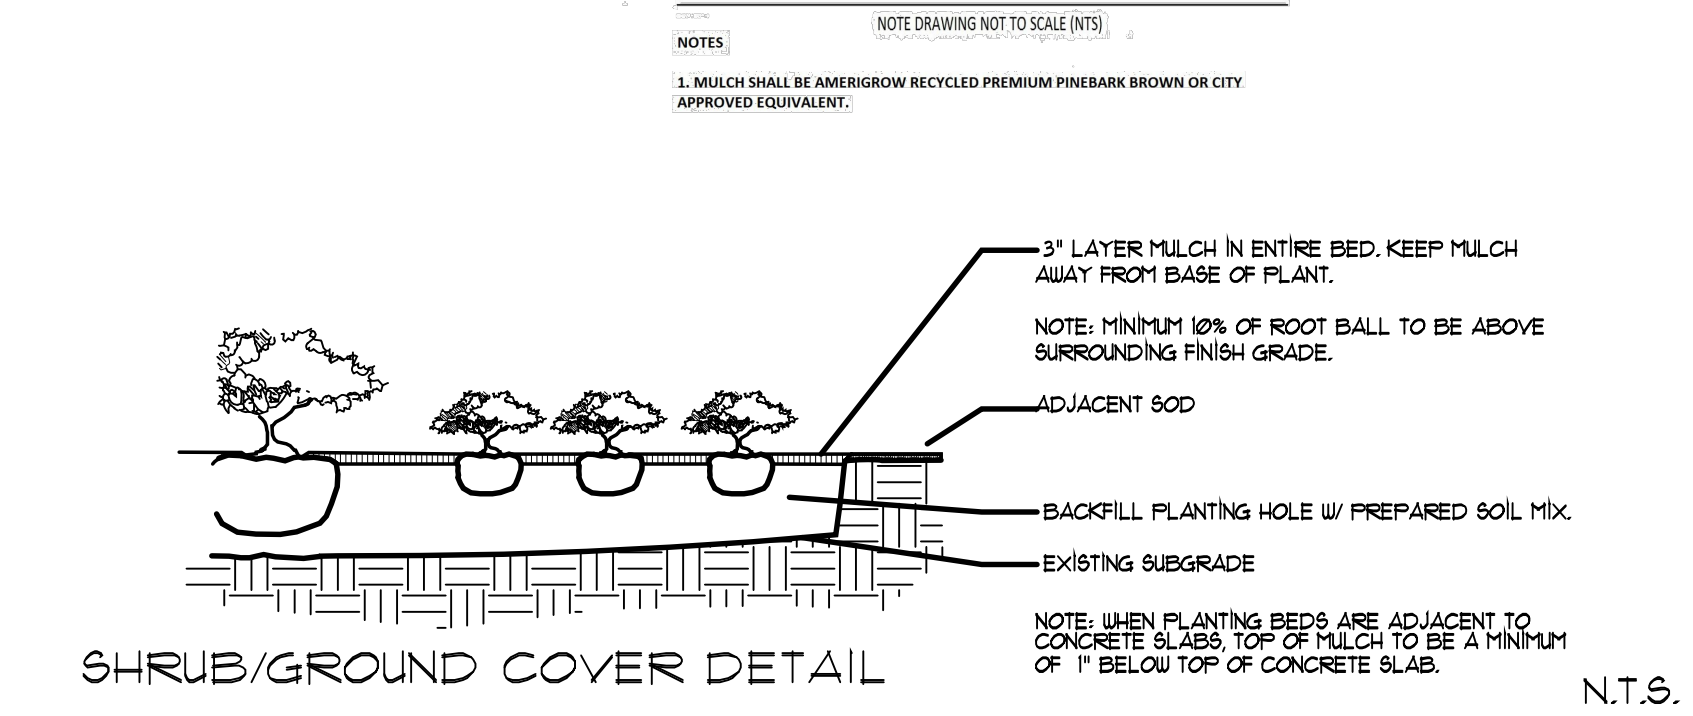 NOTE DRAWING NOT TO SCALE (NTS)
NOTES
1. MULCH SHALL BE AMERIGROW RECYCLED PREMIUM PINEBARK BROWN OR CITY
APPROVED EQUIVALENT.
3" LAYER MULCH IN ENTIRE BED. KEEP MULCH
AWAY FROM BASE OF PLANT.
NOTE: MINIMUM 10% OF ROOT BALL TO BE ABOVE
SURROUNDING FINISH GRADE.
ADJACENT SOD
BACKFILL PLANTING HOLE W/ PREPARED SOIL MIX.
EXISTING SUBGRADE
NOTE: WHEN PLANTING BEDS ARE ADJACENT TO
CONCRETE SLABS, TOP OF MULCH TO BE A MINIMUM
OF 1" BELOW TOP OF CONCRETE SLAB.
SHRUB/GROUND COVER DETAIL
N.T.S.